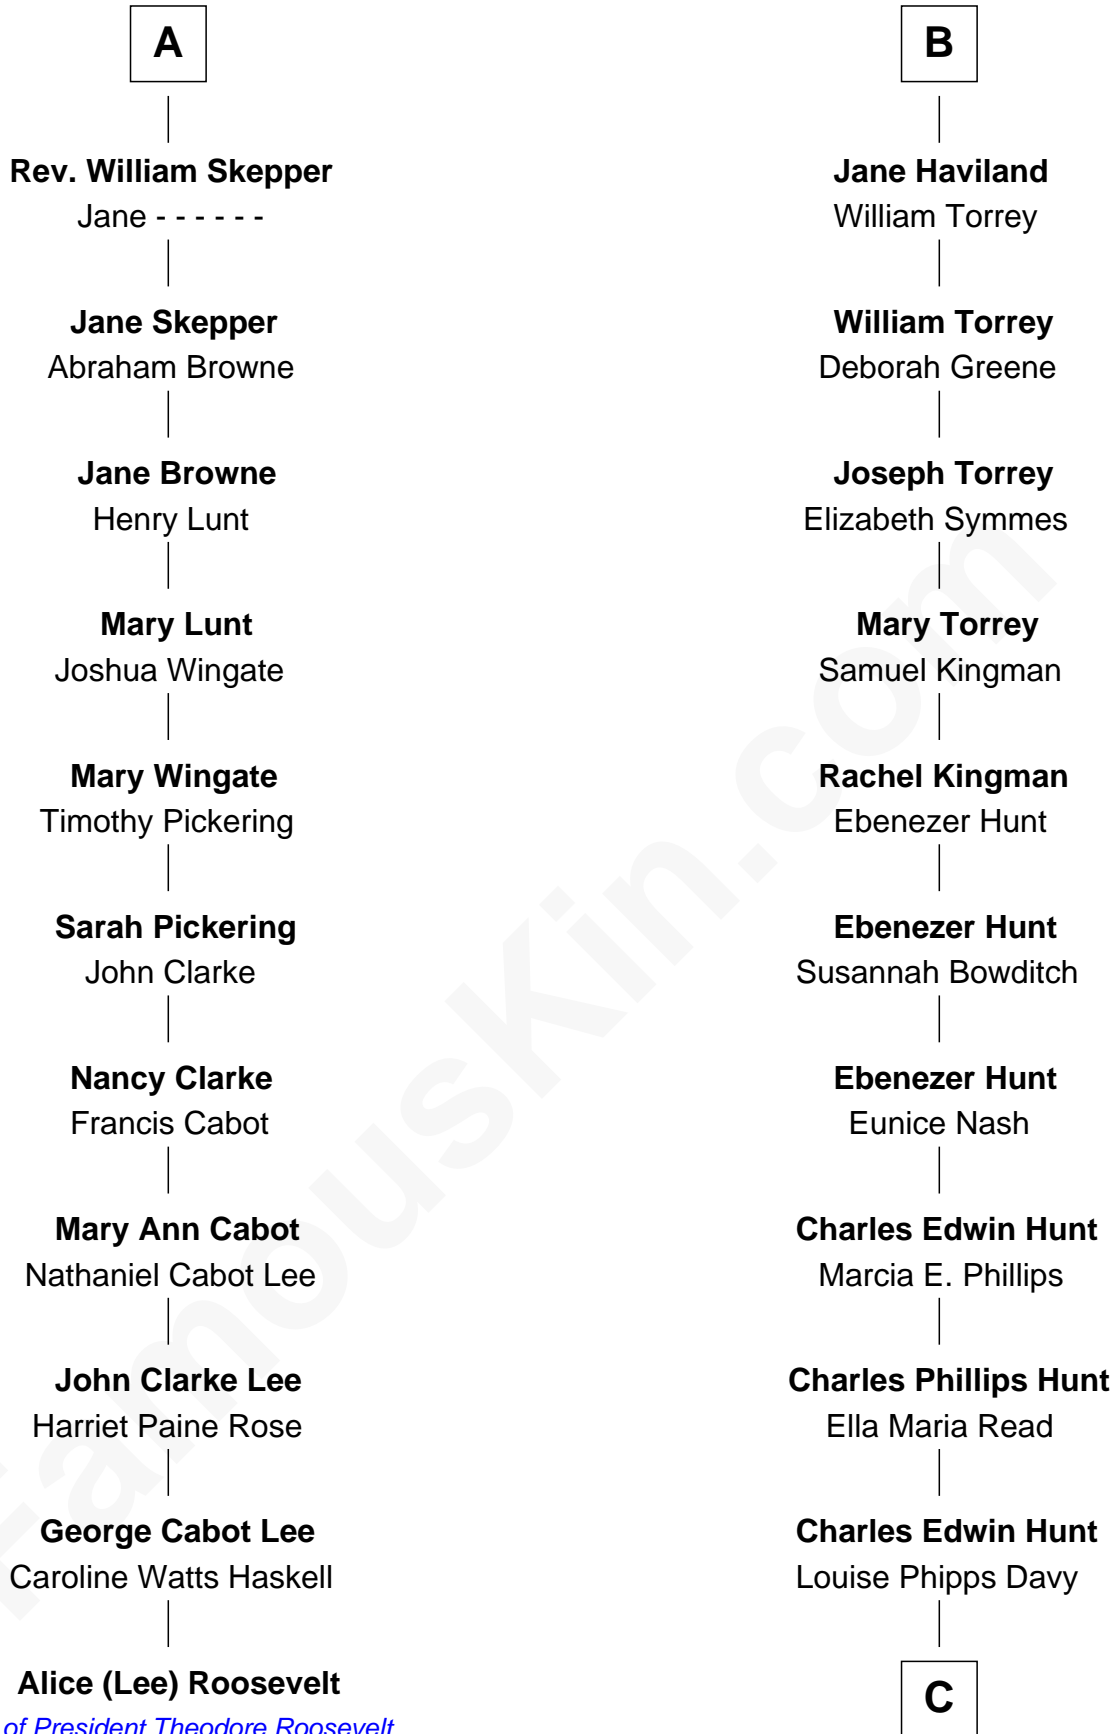 A
Rev. William Skepper
Jane - - - - - -
Jane Skepper
Abraham Browne
Jane Browne
Henry Lunt
Mary Lunt
Joshua Wingate
Mary Wingate
Timothy Pickering
Sarah Pickering
John Clarke
Nancy Clarke
Francis Cabot
Mary Ann Cabot
Nathaniel Cabot Lee
John Clarke Lee
Harriet Paine Rose
George Cabot Lee
Caroline Watts Haskell
Alice (Lee) Roosevelt
of President Theodore Roosevelt
B
Jane Haviland
William Torrey
William Torrey
Deborah Greene
Joseph Torrey
Elizabeth Symmes
Mary Torrey
Samuel Kingman
Rachel Kingman
Ebenezer Hunt
Ebenezer Hunt
Susannah Bowditch
Ebenezer Hunt
Eunice Nash
Charles Edwin Hunt
Marcia E. Phillips
Charles Phillips Hunt
Ella Maria Read
Charles Edwin Hunt
Louise Phipps Davy
C
FamousKin.com